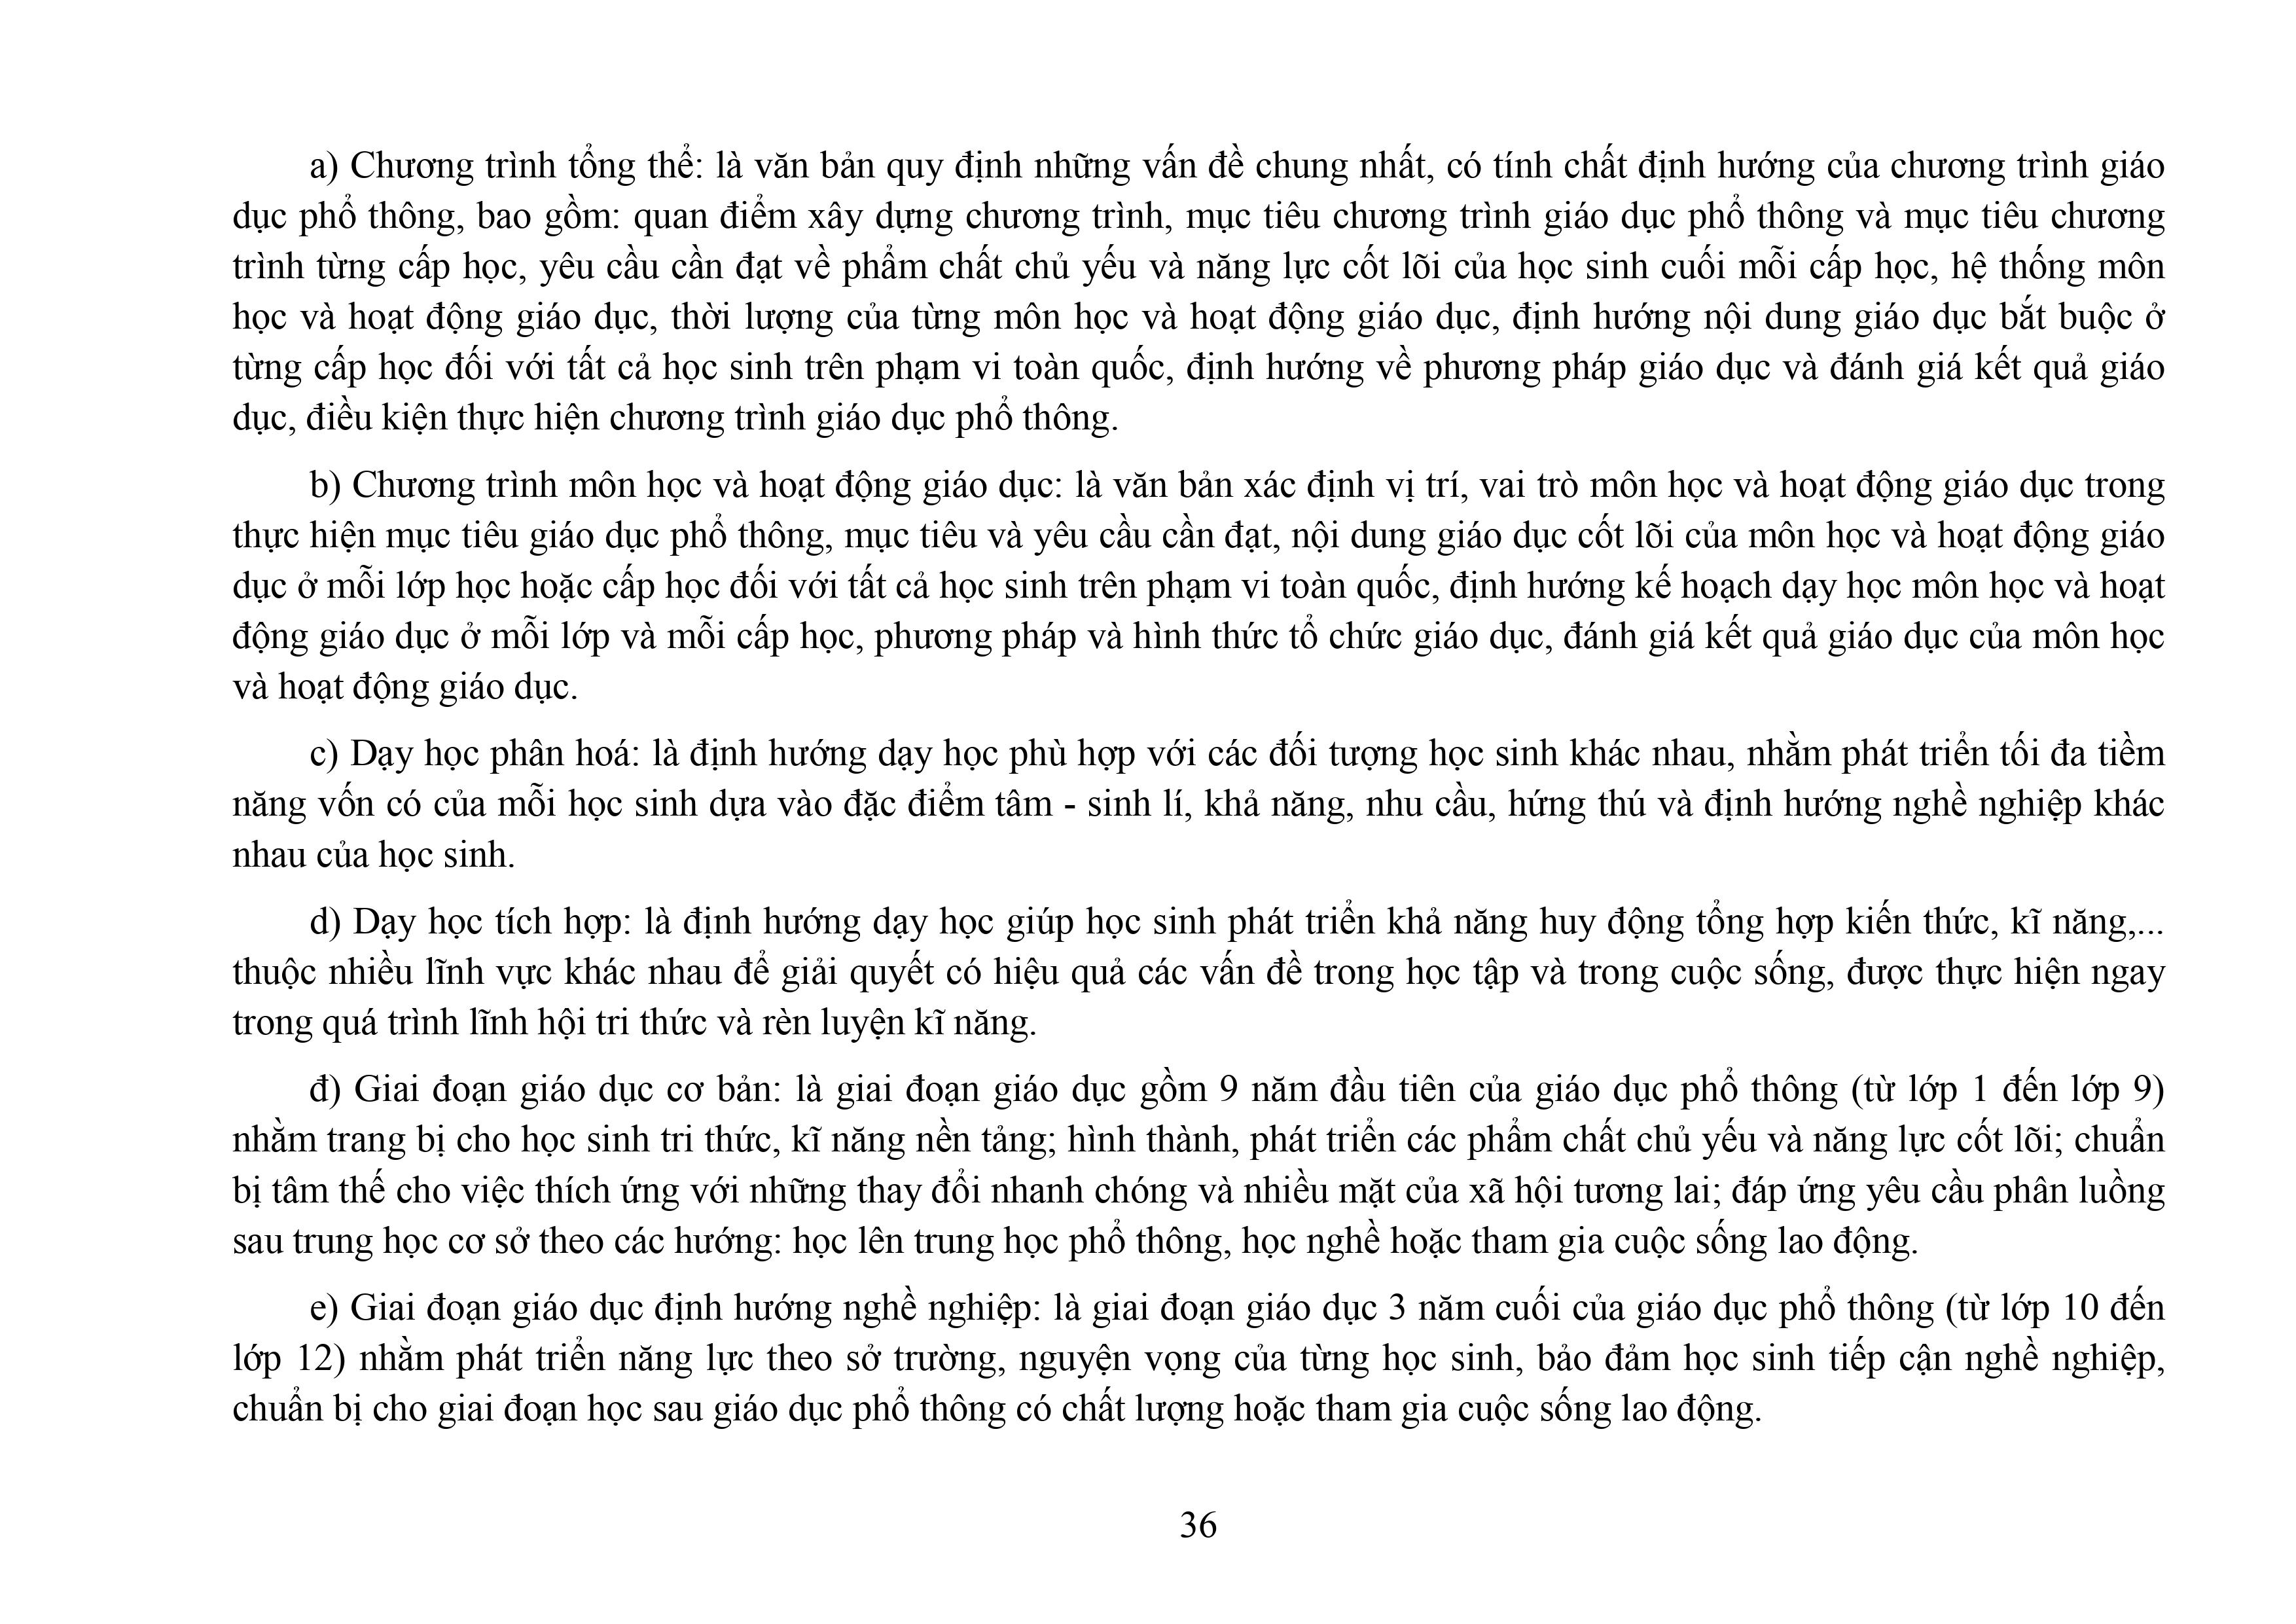 a) Chương trình tổng thể: là văn bản quy định những vấn đề chung nhất, có tính chất định hướng của chương trình giáo
dục phổ thông, bao gồm: quan điểm xây dựng chương trình, mục tiêu chương trình giáo dục phổ thông và mục tiêu chương
trình từng cấp học, yêu cầu cần đạt về phẩm chất chủ yếu và năng lực cốt lõi của học sinh cuối mỗi cấp học, hệ thống môn
học và hoạt động giáo dục, thời lượng của từng môn học và hoạt động giáo dục, định hướng nội dung giáo dục bắt buộc ở
từng cấp học đối với tất cả học sinh trên phạm vi toàn quốc, định hướng về phương pháp giáo dục và đánh giá kết quả giáo
dục, điều kiện thực hiện chương trình giáo dục phổ thông.
b) Chương trình môn học và hoạt động giáo dục: là văn bản xác định vị trí, vai trò môn học và hoạt động giáo dục trong
thực hiện mục tiêu giáo dục phổ thông, mục tiêu và yêu cầu cần đạt, nội dung giáo dục cốt lõi của môn học và hoạt động giáo
dục ở mỗi lớp học hoặc cấp học đối với tất cả học sinh trên phạm vi toàn quốc, định hướng kế hoạch dạy học môn học và hoạt
động giáo dục ở mỗi lớp và mỗi cấp học, phương pháp và hình thức tổ chức giáo dục, đánh giá kết quả giáo dục của môn học
và hoạt động giáo dục.
c) Dạy học phân hoá: là định hướng dạy học phù hợp với các đối tượng học sinh khác nhau, nhằm phát triển tối đa tiềm
năng vốn có của mỗi học sinh dựa vào đặc điểm tâm - sinh lí, khả năng, nhu cầu, hứng thú và định hướng nghề nghiệp khác
nhau của học sinh.
d) Dạy học tích hợp: là định hướng dạy học giúp học sinh phát triển khả năng huy động tổng hợp kiến thức, kĩ năng,...
thuộc nhiều lĩnh vực khác nhau để giải quyết có hiệu quả các vấn đề trong học tập và trong cuộc sống, được thực hiện ngay
trong quá trình lĩnh hội tri thức và rèn luyện kĩ năng.
đ) Giai đoạn giáo dục cơ bản: là giai đoạn giáo dục gồm 9 năm đầu tiên của giáo dục phổ thông (từ lớp 1 đến lớp 9)
nhằm trang bị cho học sinh tri thức, kĩ năng nền tảng; hình thành, phát triển các phẩm chất chủ yếu và năng lực cốt lõi; chuẩn
bị tâm thế cho việc thích ứng với những thay đổi nhanh chóng và nhiều mặt của xã hội tương lai; đáp ứng yêu cầu phân luồng
sau trung học cơ sở theo các hướng: học lên trung học phổ thông, học nghề hoặc tham gia cuộc sống lao động.
e) Giai đoạn giáo dục định hướng nghề nghiệp: là giai đoạn giáo dục 3 năm cuối của giáo dục phổ thông (từ lớp 10 đến
lớp 12) nhằm phát triển năng lực theo sở trường, nguyện vọng của từng học sinh, bảo đảm học sinh tiếp cận nghề nghiệp,
chuẩn bị cho giai đoạn học sau giáo dục phổ thông có chất lượng hoặc tham gia cuộc sống lao động.
36